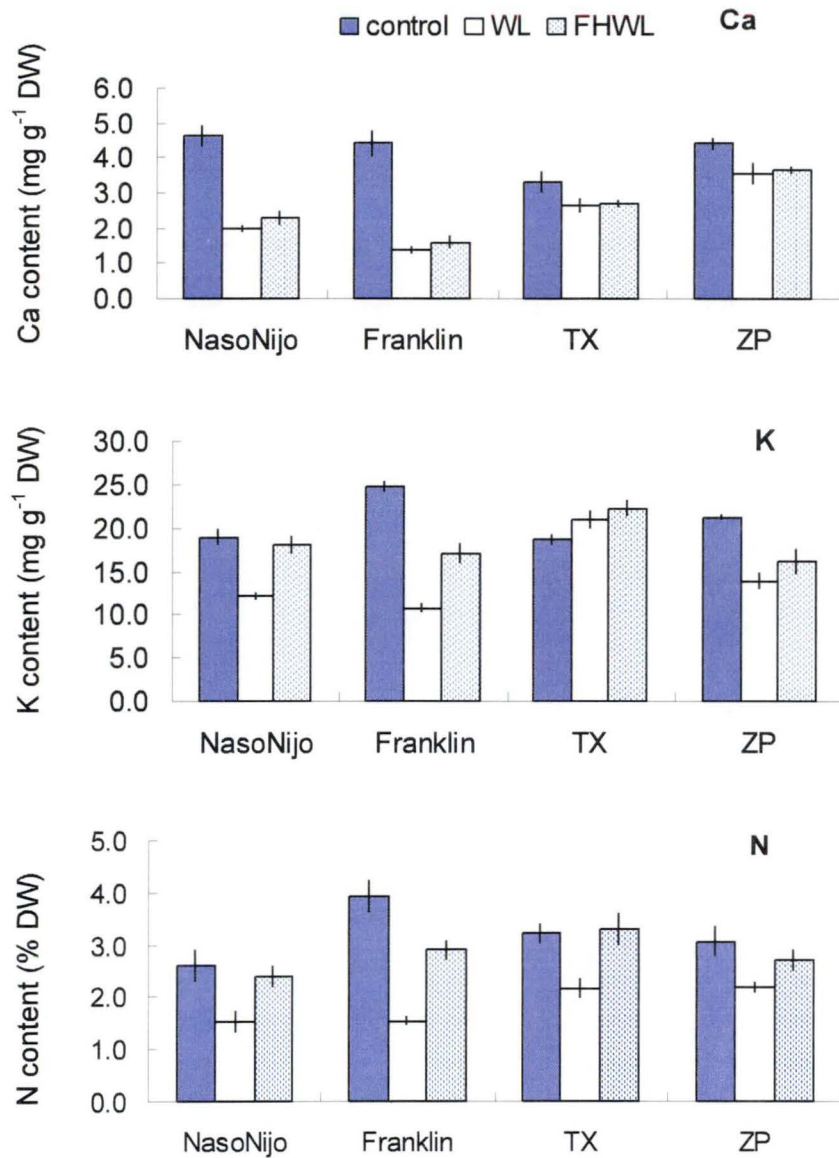 control WL FHWL Ca
Ca content (mg g⁻¹ DW)
6.0
5.0
4.0
3.0
2.0
1.0
0.0
NasoNijo Franklin TX ZP
K
K content (mg g⁻¹ DW)
30.0
25.0
20.0
15.0
10.0
5.0
0.0
NasoNijo Franklin TX ZP
N
N content (% DW)
5.0
4.0
3.0
2.0
1.0
0.0
NasoNijo Franklin TX ZP